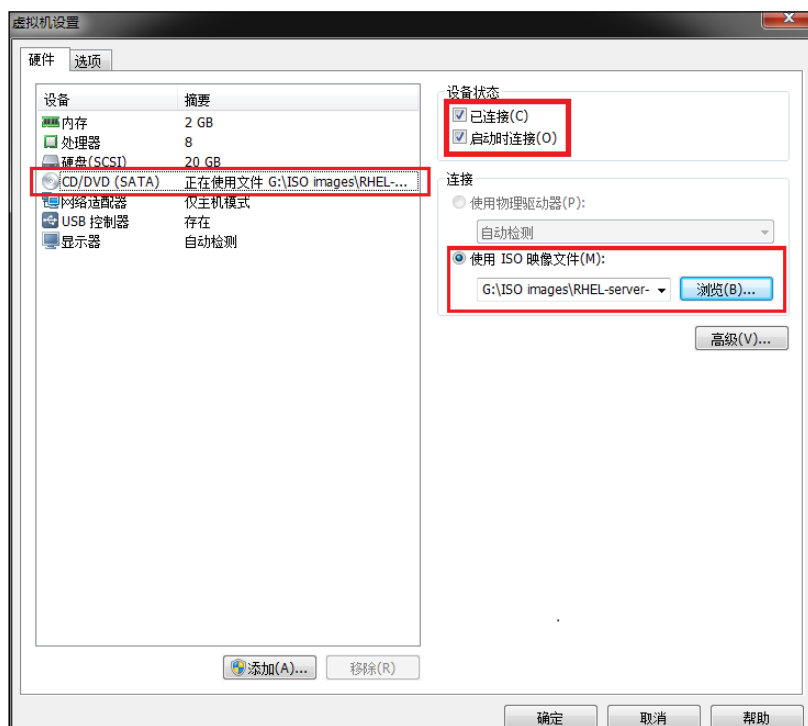 虚拟机设置
硬件 选项
设备 摘要
内存 2 GB
处理器 8
硬盘(SCSI) 20 GB
CD/DVD (SATA) 正在使用文件 G:\ISO images\RHEL-...
网络适配器 仅主机模式
USB 控制器 存在
显示器 自动检测
添加(A)... 移除(R)
设备状态
已连接(C)
启动时连接(O)
连接
使用物理驱动器(P):
自动检测
使用 ISO 映像文件(M):
G:\ISO images\RHEL-server- 浏览(B)...
高级(V)...
确定 取消 帮助